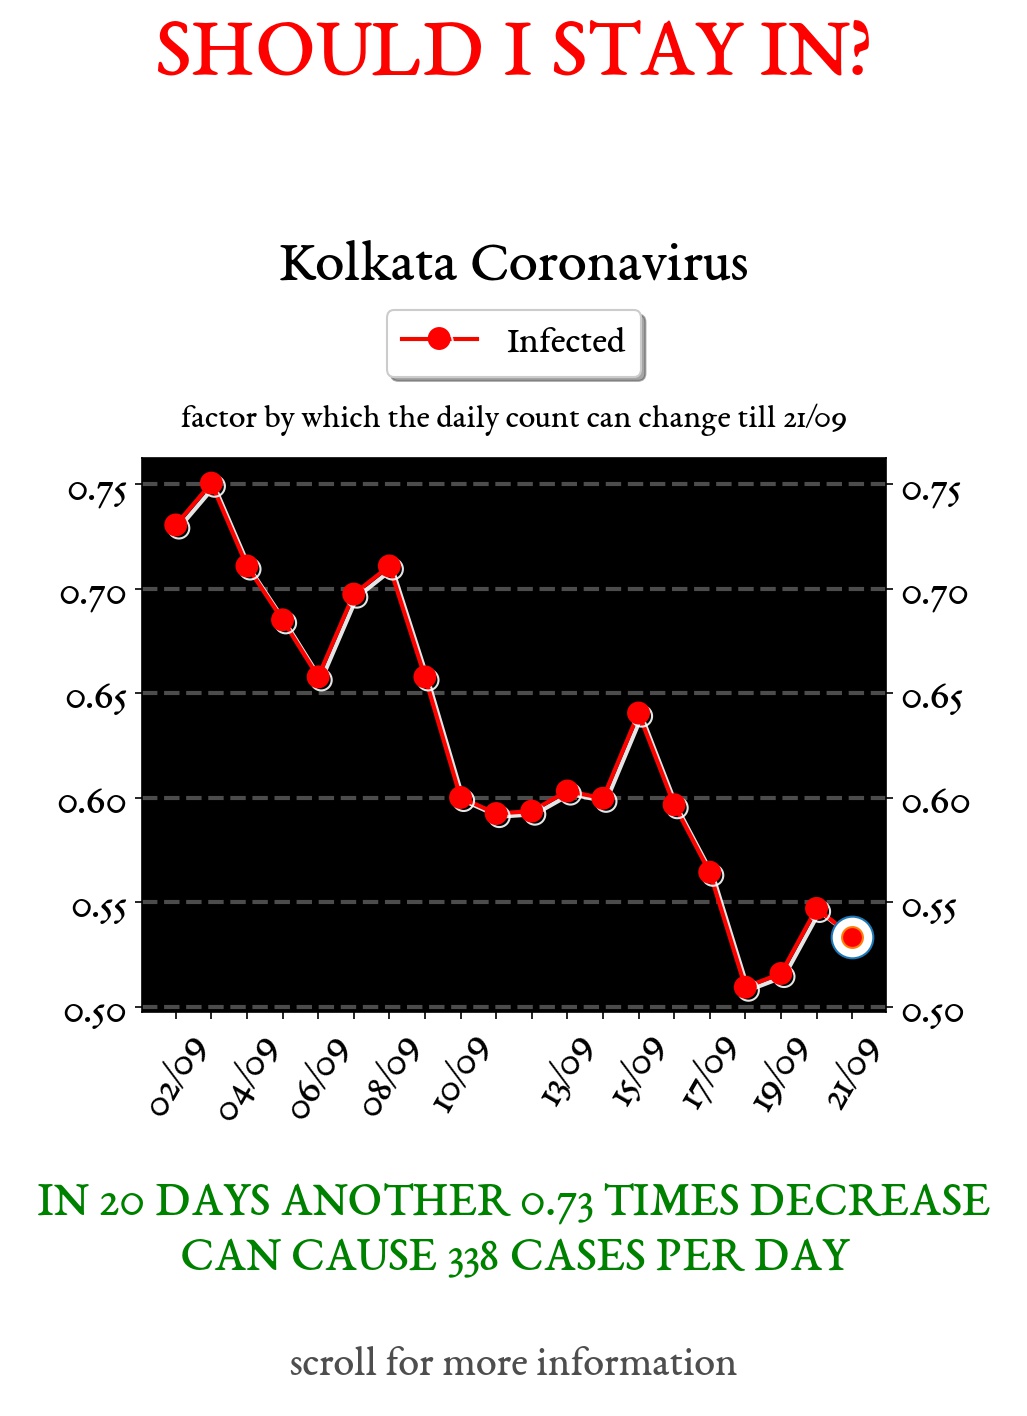 SHOULD I STAY IN?
Kolkata Coronavirus
Infected
factor by which the daily count can change till 21/09
0.75 0.75
0.70 0.70
0.65 0.65
0.60 0.60
0.55 0.55
0.50 0.50
02/09 04/09 06/09 08/09 10/09 13/09 15/09 17/09 19/09 21/09
IN 20 DAYS ANOTHER 0.73 TIMES DECREASE
CAN CAUSE 338 CASES PER DAY
scroll for more information